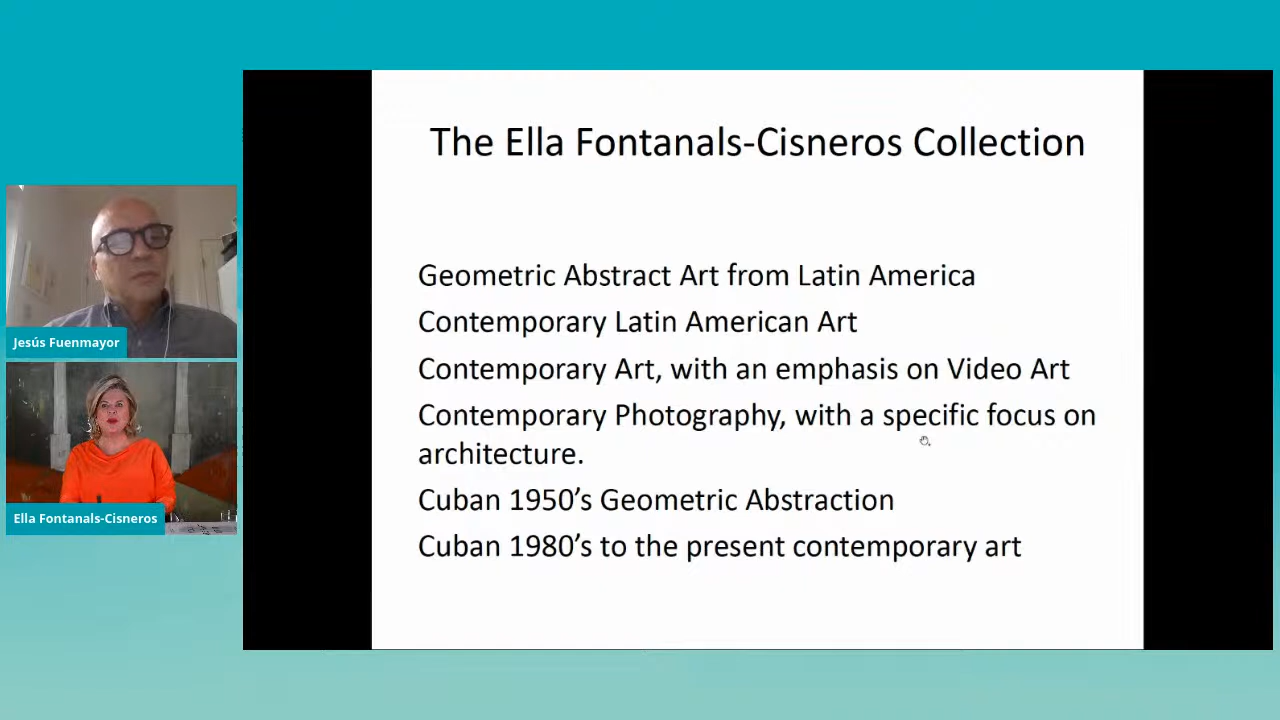 The Ella Fontanals-Cisneros Collection
Geometric Abstract Art from Latin America
Contemporary Latin American Art
Contemporary Art, with an emphasis on Video Art
Contemporary Photography, with a specific focus on
architecture.
Cuban 1950’s Geometric Abstraction
Cuban 1980’s to the present contemporary art
Jesús Fuenmayor
Ella Fontanals-Cisneros